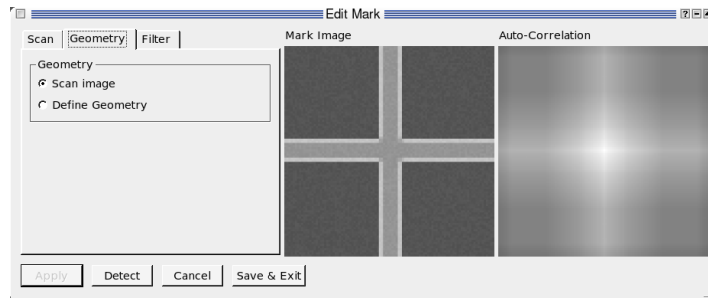 Edit Mark
Scan Geometry Filter
Mark Image
Auto-Correlation
Geometry
Scan image
Define Geometry
Apply Detect Cancel Save & Exit